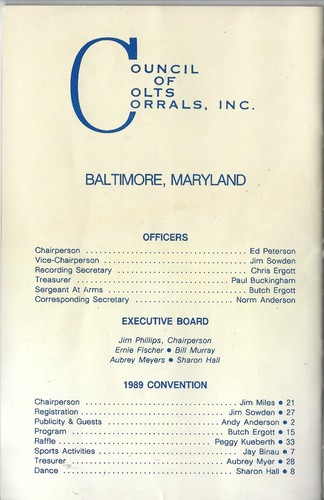 COUNCIL
OF
COLTS
CORRALS, INC.
BALTIMORE, MARYLAND
OFFICERS
Chairperson ........ Ed Peterson
Vice-Chairperson ........ Jim Sowden
Recording Secretary ........ Chris Ergott
Treasurer ........ Paul Buckingham
Sergeant At Arms ........ Butch Ergott
Corresponding Secretary ........ Norm Anderson
EXECUTIVE BOARD
Jim Phillips, Chairperson
Ernie Fischer • Bill Murray
Aubrey Meyers • Sharon Hall
1989 CONVENTION
Chairperson ........ Jim Miles • 21
Registration ........ Jim Sowden • 27
Publicity & Guests ........ Andy Anderson • 2
Program ........ Butch Ergott • 15
Raffle ........ Peggy Kueberth • 33
Sports Activities ........ Jay Binau • 7
Tresurer ........ Aubrey Myer • 28
Dance ........ Sharon Hall • 8